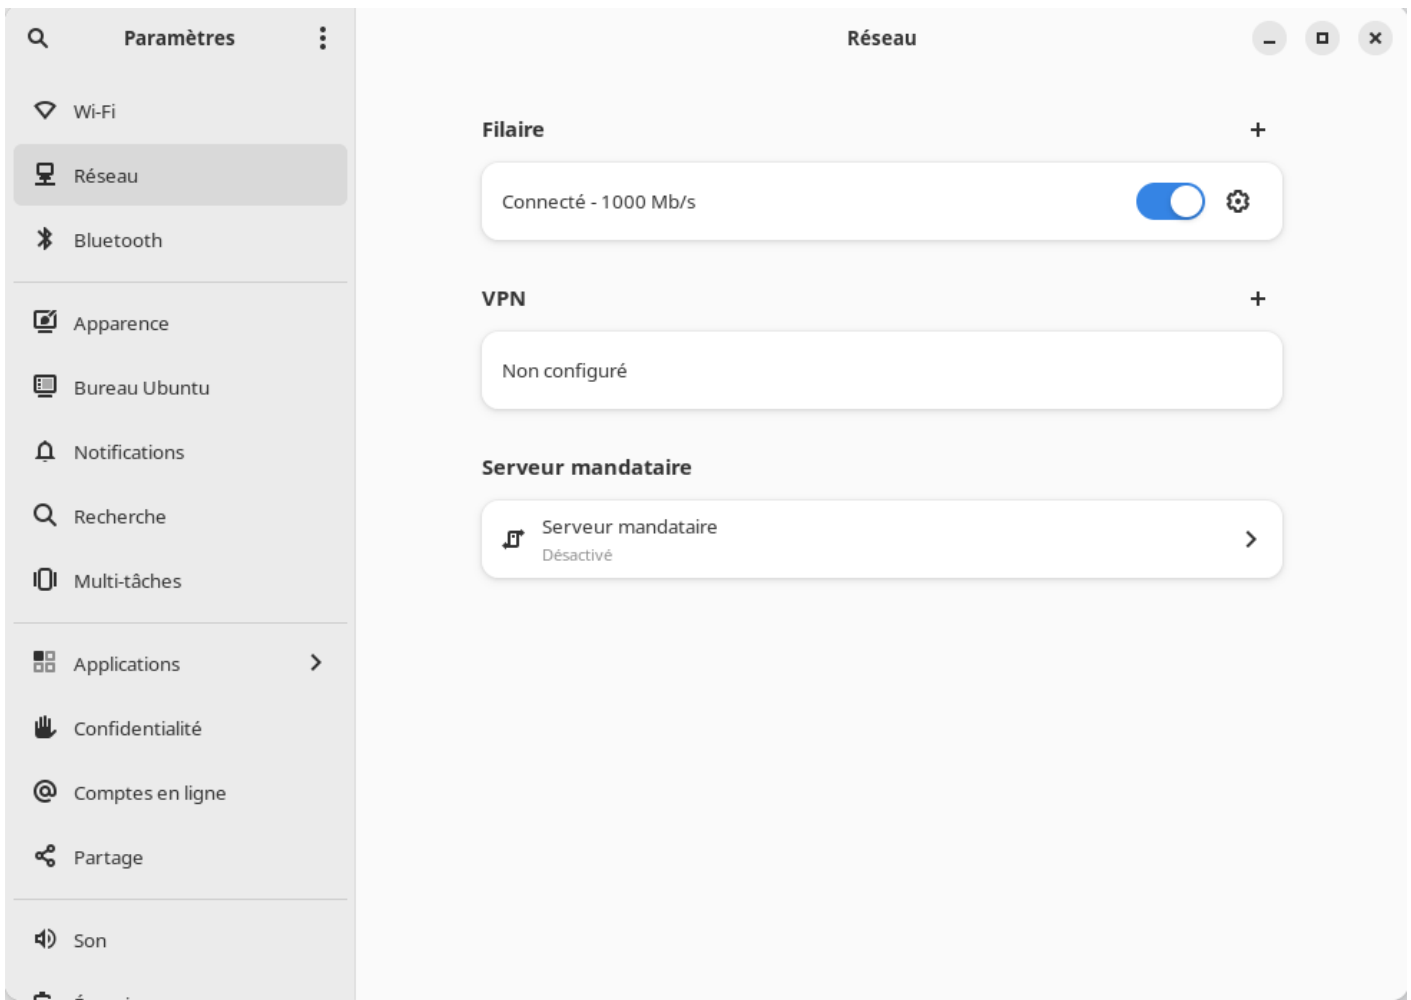 Paramètres
Réseau
Wi-Fi
Réseau
Bluetooth
Apparence
Bureau Ubuntu
Notifications
Recherche
Multi-tâches
Applications
Confidentialité
Comptes en ligne
Partage
Son
Filaire
Connecté - 1000 Mb/s
VPN
Non configuré
Serveur mandataire
Serveur mandataire
Désactivé